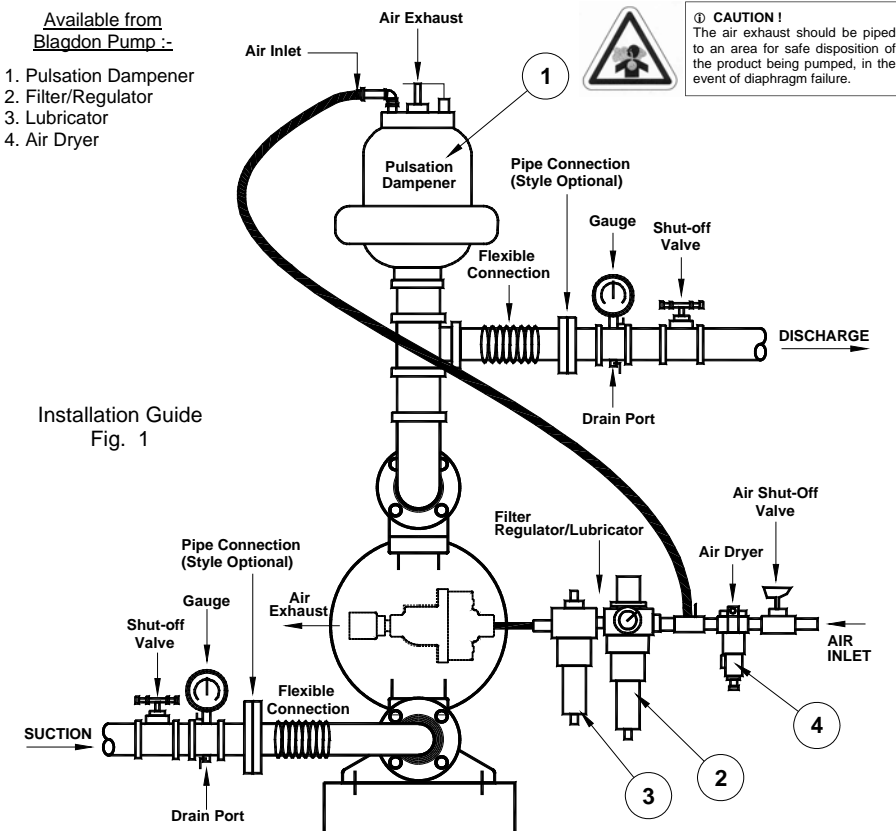 Available from
Blagdon Pump :-
1. Pulsation Dampener
2. Filter/Regulator
3. Lubricator
4. Air Dryer
Air Exhaust
Air Inlet
1
ⓘ CAUTION !
The air exhaust should be piped
to an area for safe disposition of
the product being pumped, in the
event of diaphragm failure.
Pulsation
Dampener
Pipe Connection
(Style Optional)
Gauge
Shut-off
Valve
Flexible
Connection
DISCHARGE
Drain Port
Installation Guide
Fig. 1
Air Shut-Off
Valve
Filter
Regulator/Lubricator
Air Dryer
Pipe Connection
(Style Optional)
Air
Exhaust
Gauge
Shut-off
Valve
AIR
INLET
Flexible
Connection
SUCTION
4
2
3
Drain Port